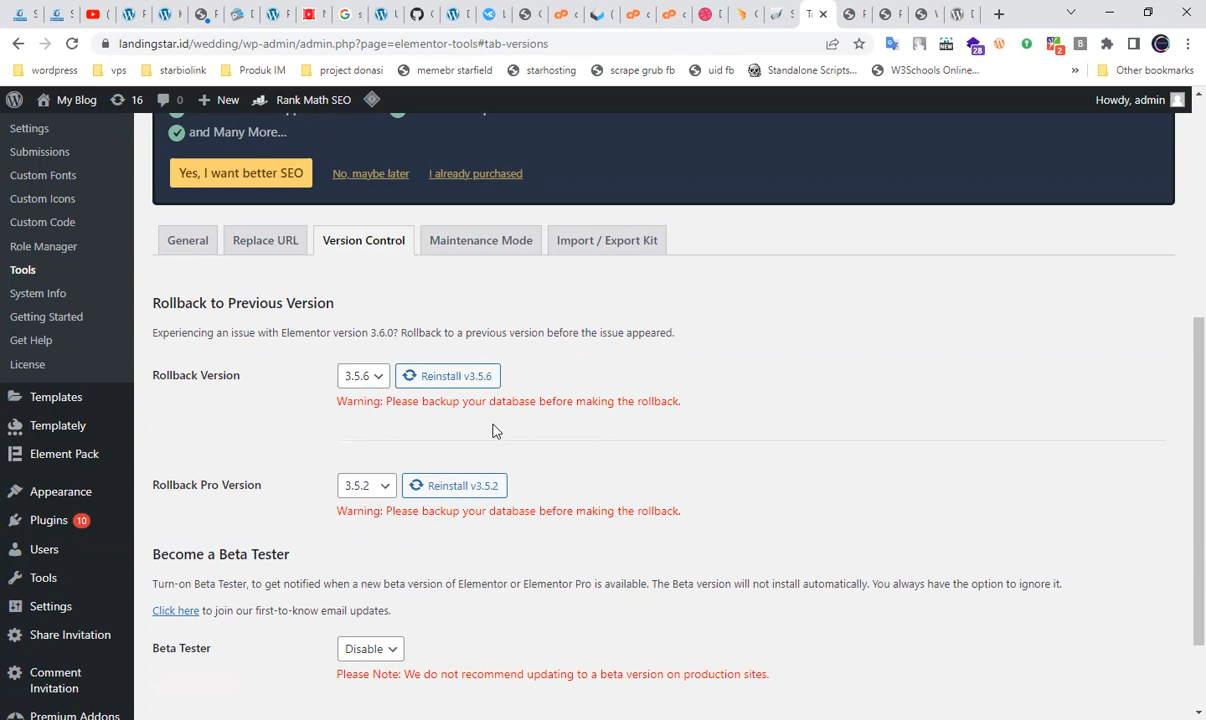 landingstar.id/wedding/wp-admin/admin.php?page=elementor-tools#tab-versions
28
2
wordpress
vps
starbiolink
Produk IM
project donasi
memebr starfield
starhosting
scrape grub fb
uid fb
Standalone Scripts...
W3Schools Online...
»
Other bookmarks
My Blog
16
0
New
Rank Math SEO
Howdy, admin
and Many More...
Yes, I want better SEO
No, maybe later
I already purchased
Settings
Submissions
Custom Fonts
Custom Icons
Custom Code
Role Manager
Tools
System Info
Getting Started
Get Help
License
Templates
Templately
Element Pack
Appearance
Plugins 10
Users
Tools
Settings
Share Invitation
Comment
Invitation
Premium Addons
General
Replace URL
Version Control
Maintenance Mode
Import / Export Kit
Rollback to Previous Version
Experiencing an issue with Elementor version 3.6.0? Rollback to a previous version before the issue appeared.
Rollback Version
3.5.6
Reinstall v3.5.6
Warning: Please backup your database before making the rollback.
Rollback Pro Version
3.5.2
Reinstall v3.5.2
Warning: Please backup your database before making the rollback.
Become a Beta Tester
Turn-on Beta Tester, to get notified when a new beta version of Elementor or Elementor Pro is available. The Beta version will not install automatically. You always have the option to ignore it.
Click here to join our first-to-know email updates.
Beta Tester
Disable
Please Note: We do not recommend updating to a beta version on production sites.